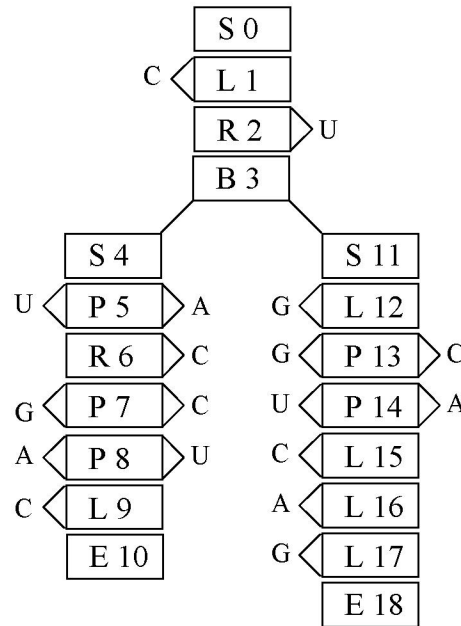 S 0
C L 1
R 2 U
B 3
S 4 S 11
U P 5 A G L 12
R 6 C G P 13 C
G P 7 C U P 14 A
A P 8 U C L 15
C L 9 A L 16
E 10 G L 17
E 18